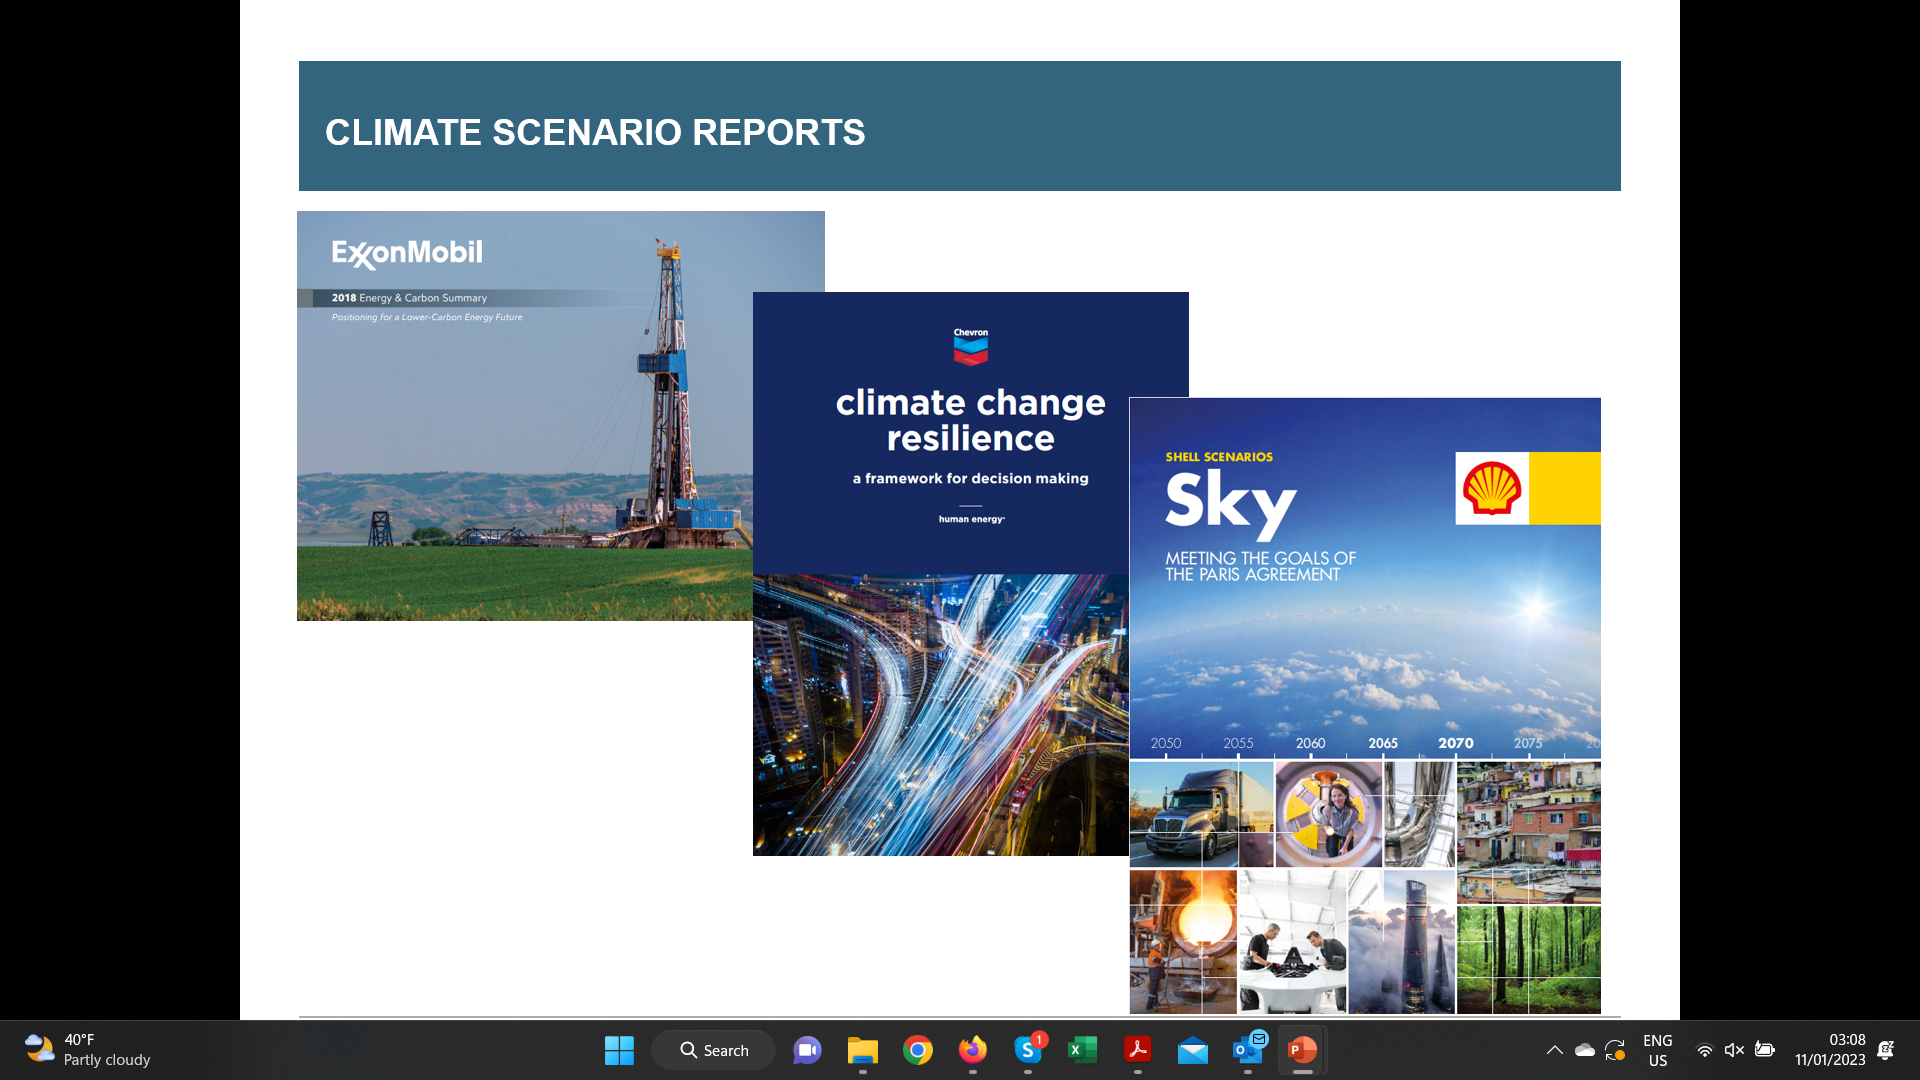 CLIMATE SCENARIO REPORTS
ExxonMobil
2018 Energy & Carbon Summary
Positioning for a Lower-Carbon Energy Future
Chevron
climate change
resilience
a framework for decision making
human energy®
SHELL SCENARIOS
Sky
MEETING THE GOALS OF
THE PARIS AGREEMENT
2050 2055 2060 2065 2070 2075 20
40°F
Partly cloudy
Search
1
ENG
US
03:08
11/01/2023